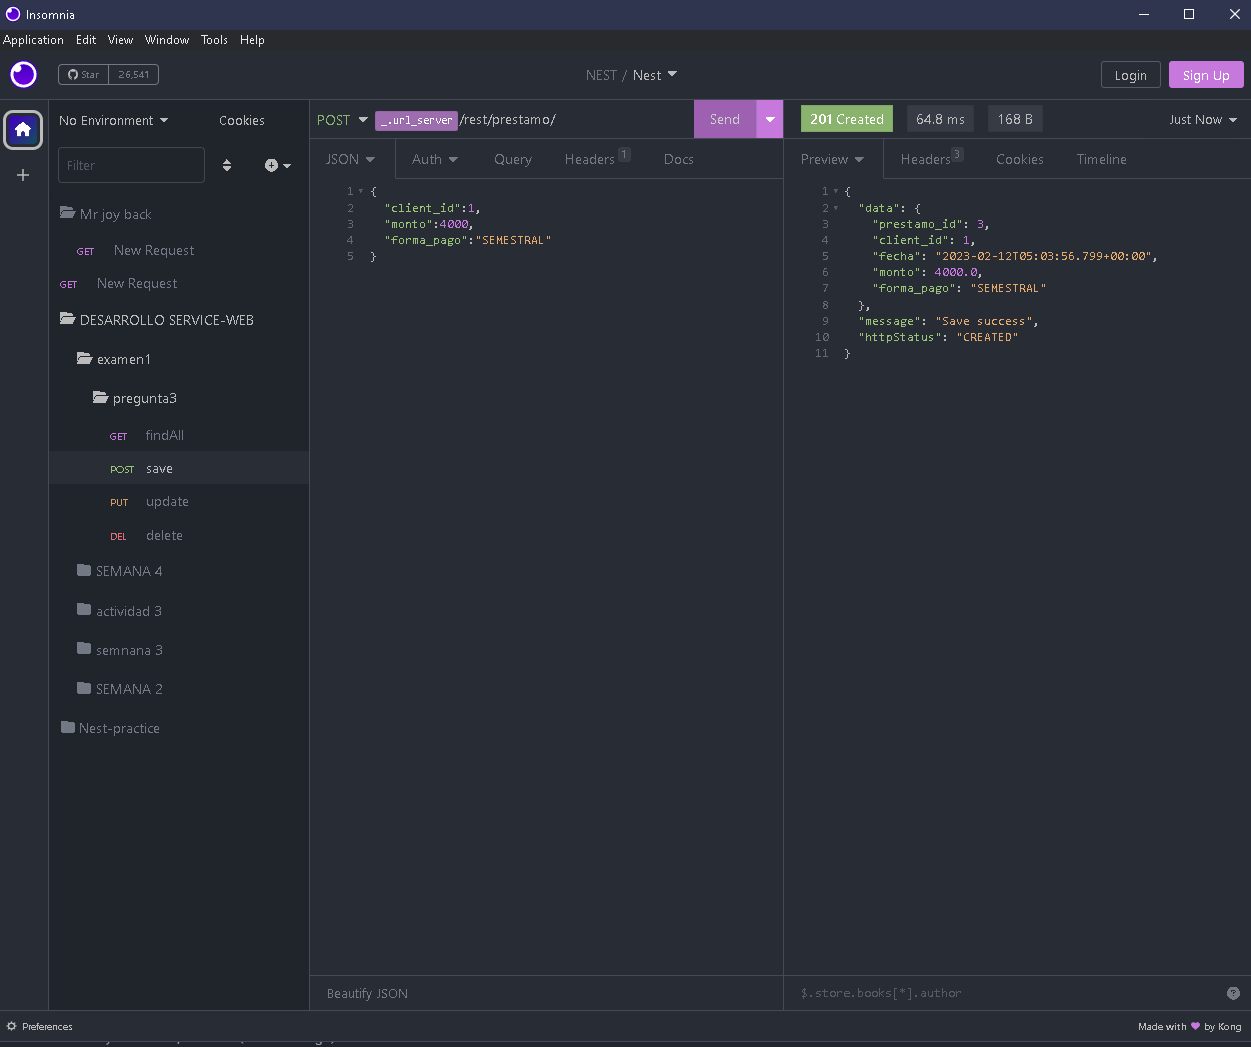 Insomnia
Application Edit View Window Tools Help
Star 26,541
NEST / Nest
Login Sign Up
No Environment Cookies
Filter
Mr joy back
GET New Request
GET New Request
DESARROLLO SERVICE-WEB
examen1
pregunta3
GET findAll
POST save
PUT update
DEL delete
SEMANA 4
actividad 3
semnana 3
SEMANA 2
Nest-practice
POST _.url_server /rest/prestamo/ Send
JSON Auth Query Headers 1 Docs
1 {
2 "client_id":1,
3 "monto":4000,
4 "forma_pago":"SEMESTRAL"
5 }
Beautify JSON
201 Created 64.8 ms 168 B Just Now
Preview Headers 3 Cookies Timeline
1 {
2 "data": {
3 "prestamo_id": 3,
4 "client_id": 1,
5 "fecha": "2023-02-12T05:03:56.799+00:00",
6 "monto": 4000.0,
7 "forma_pago": "SEMESTRAL"
8 },
9 "message": "Save success",
10 "httpStatus": "CREATED"
11 }
$.store.books[*].author
Preferences
Made with ♥ by Kong